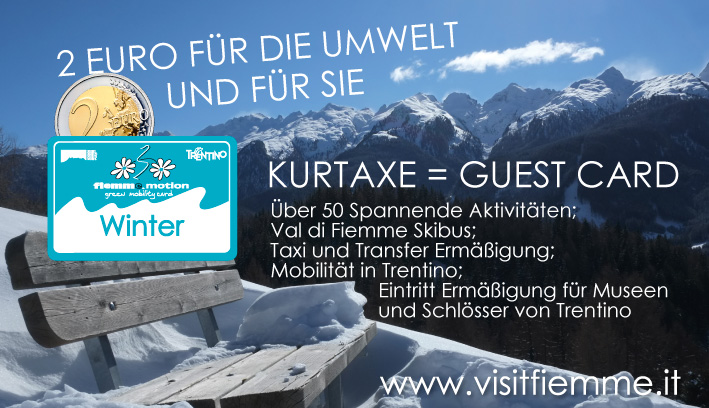 2 EURO FÜR DIE UMWELT
UND FÜR SIE
2 EURO
TRENTINO
fiemme.motion
green mobility card
Winter
KURTAXE = GUEST CARD
Über 50 Spannende Aktivitäten;
Val di Fiemme Skibus;
Taxi und Transfer Ermäßigung;
Mobilität in Trentino;
Eintritt Ermäßigung für Museen
und Schlösser von Trentino
www.visitfiemme.it